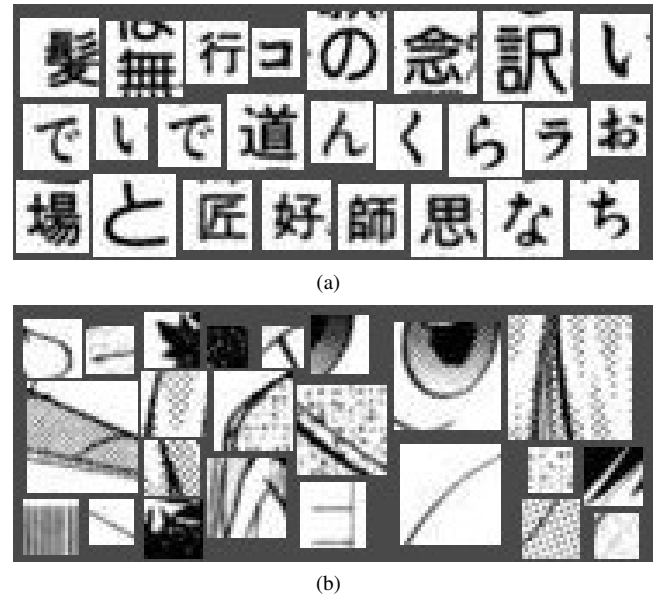 髪 無 行 コ の 念 訳 い
で い で 道 ん く ら ラ お
場 と 匠 好 師 思 な ち
(a)
(b)